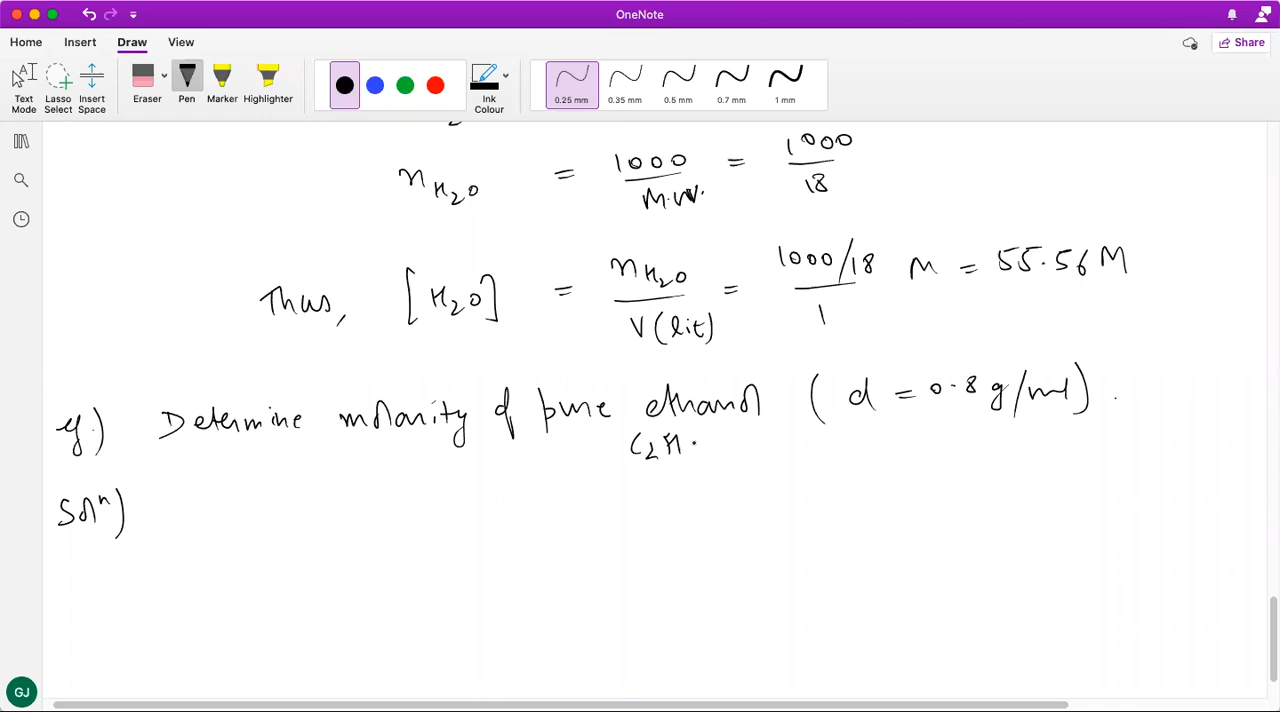 OneNote
Home Insert Draw View
Share
Text Mode
Lasso Select
Insert Space
Eraser
Pen
Marker
Highlighter
Ink Colour
0.25 mm
0.35 mm
0.5 mm
0.7 mm
1 mm
n H₂O = 1000/M.W. = 1000/18
Thus, [H₂O] = n H₂O / V(lit) = 1000/18 / 1 M = 55.56 M
eg.) Determine molarity of pure ethanol (d = 0.8 g/ml).
C₂H
Solⁿ)
GJ